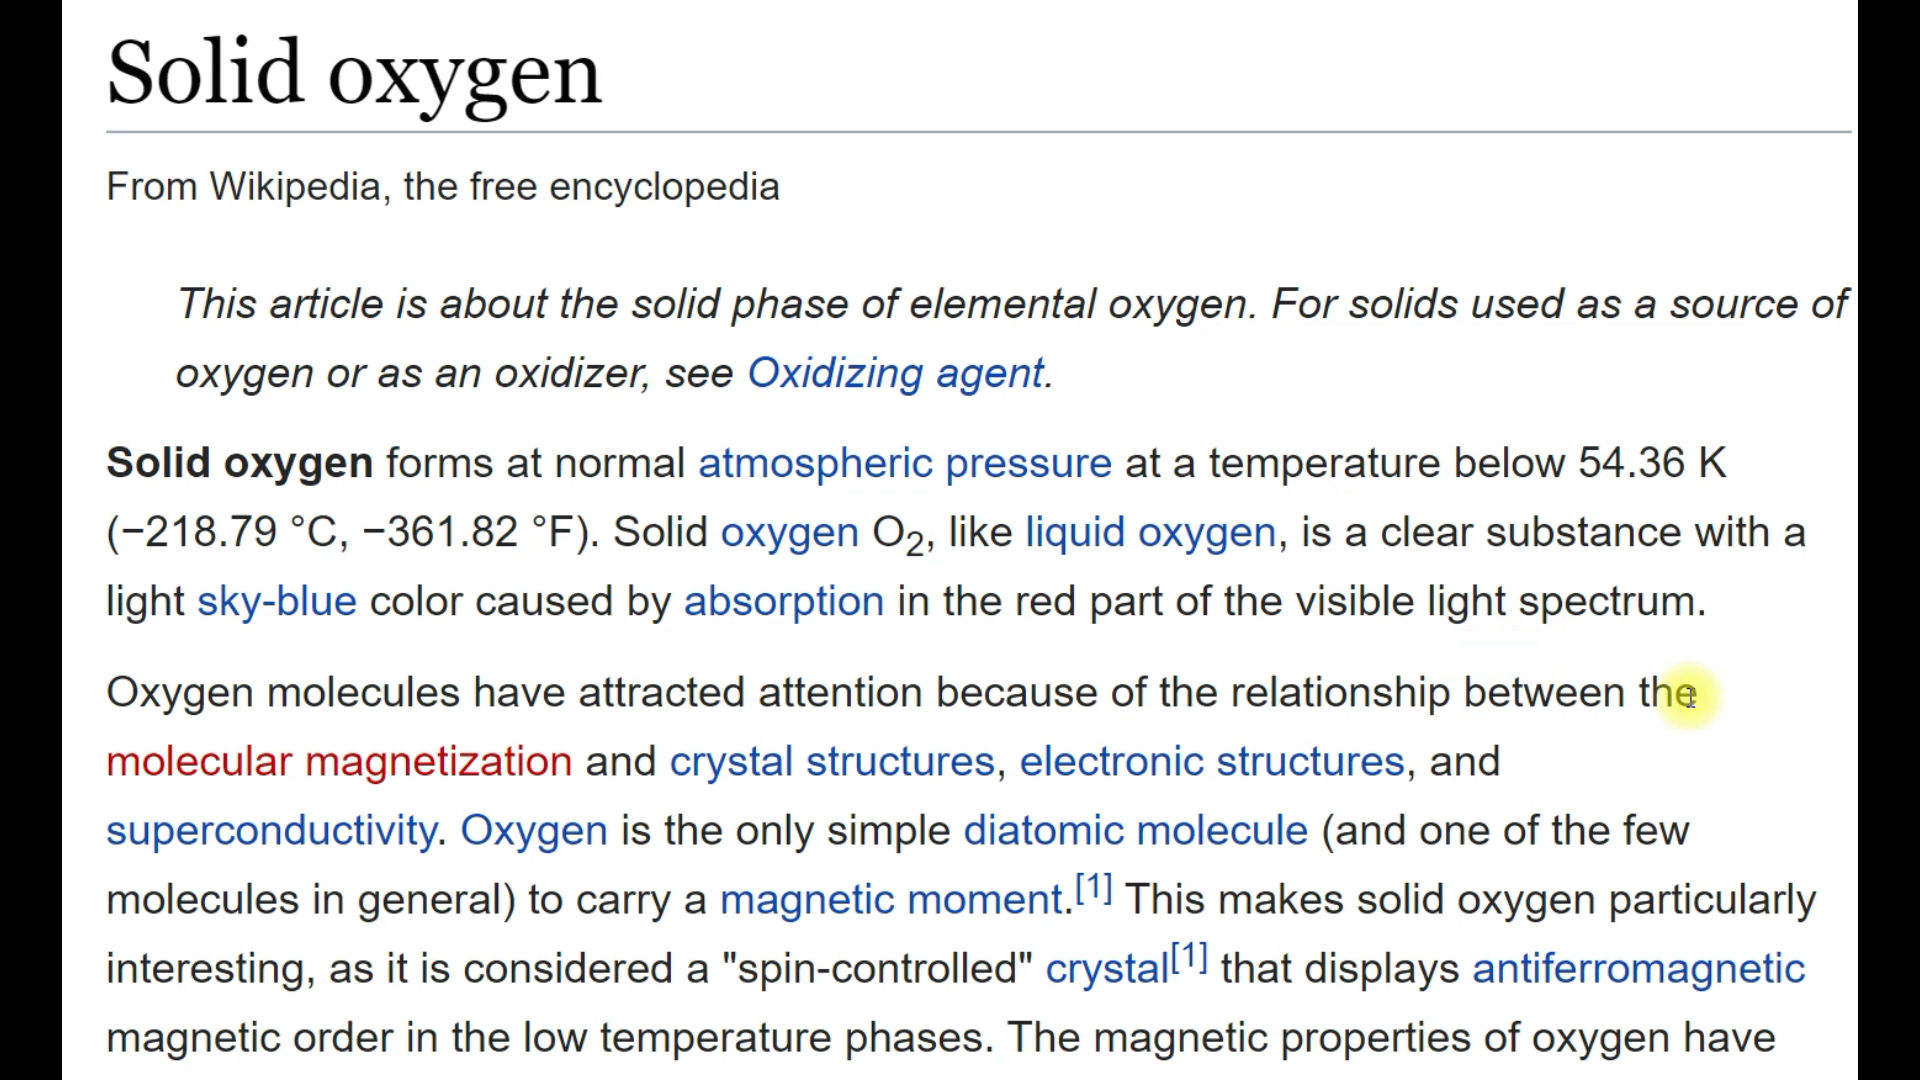 Solid oxygen
From Wikipedia, the free encyclopedia
This article is about the solid phase of elemental oxygen. For solids used as a source of
oxygen or as an oxidizer, see Oxidizing agent.
Solid oxygen forms at normal atmospheric pressure at a temperature below 54.36 K
(−218.79 °C, −361.82 °F). Solid oxygen O₂, like liquid oxygen, is a clear substance with a
light sky-blue color caused by absorption in the red part of the visible light spectrum.
Oxygen molecules have attracted attention because of the relationship between the
molecular magnetization and crystal structures, electronic structures, and
superconductivity. Oxygen is the only simple diatomic molecule (and one of the few
molecules in general) to carry a magnetic moment.[1] This makes solid oxygen particularly
interesting, as it is considered a "spin-controlled" crystal[1] that displays antiferromagnetic
magnetic order in the low temperature phases. The magnetic properties of oxygen have